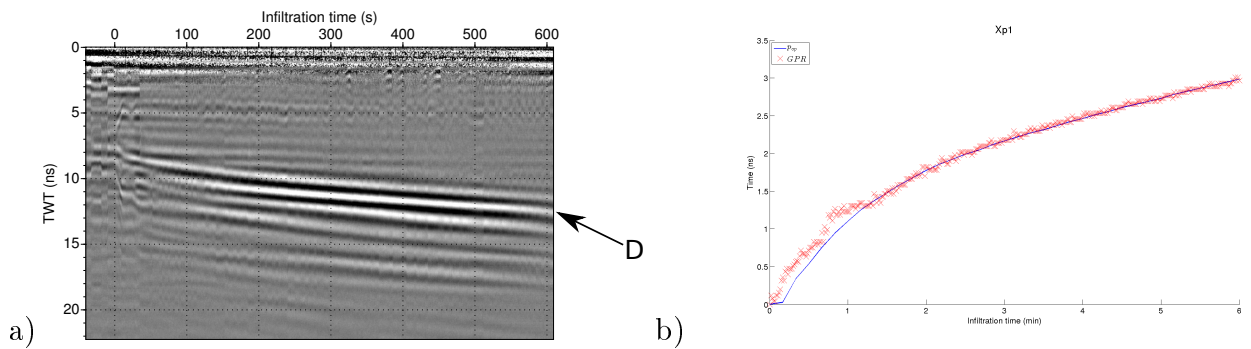 Infiltration time (s)
0 100 200 300 400 500 600
0
5
10
15
20
TWT (ns)
D
a)
Xp1
3.5
3
2.5
2
1.5
1
0.5
0
Time (ns)
p_xp
GPR
0 1 2 3 4 5 6
Infiltration time (min)
b)